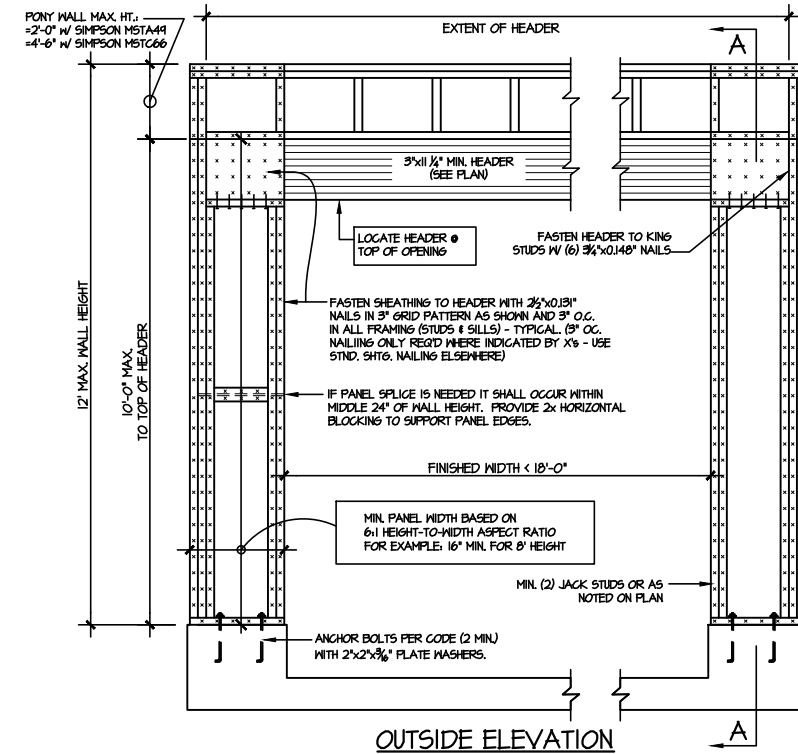 PONY WALL MAX. HT.:
=2'-0" W/ SIMPSON MSTA49
=4'-6" W/ SIMPSON MSTC66
EXTENT OF HEADER
A
3"x11 1/4" MIN. HEADER
(SEE PLAN)
LOCATE HEADER @
TOP OF OPENING
FASTEN HEADER TO KING
STUDS W/ (6) 3/4"x0.148" NAILS
12' MAX. WALL HEIGHT
10'-0" MAX.
TO TOP OF HEADER
FASTEN SHEATHING TO HEADER WITH 2½"x0.131"
NAILS IN 3" GRID PATTERN AS SHOWN AND 3" O.C.
IN ALL FRAMING (STUDS & SILLS) - TYPICAL. (3" OC.
NAILIING ONLY REQ'D WHERE INDICATED BY X's - USE
STND. SHTG. NAILING ELSEWHERE)
IF PANEL SPLICE IS NEEDED IT SHALL OCCUR WITHIN
MIDDLE 24" OF WALL HEIGHT. PROVIDE 2x HORIZONTAL
BLOCKING TO SUPPORT PANEL EDGES.
FINISHED WIDTH < 18'-0"
MIN. PANEL WIDTH BASED ON
6:1 HEIGHT-TO-WIDTH ASPECT RATIO
FOR EXAMPLE: 16" MIN. FOR 8' HEIGHT
MIN. (2) JACK STUDS OR AS
NOTED ON PLAN
ANCHOR BOLTS PER CODE (2 MIN.)
WITH 2"x2"x3/16" PLATE WASHERS.
A
OUTSIDE ELEVATION